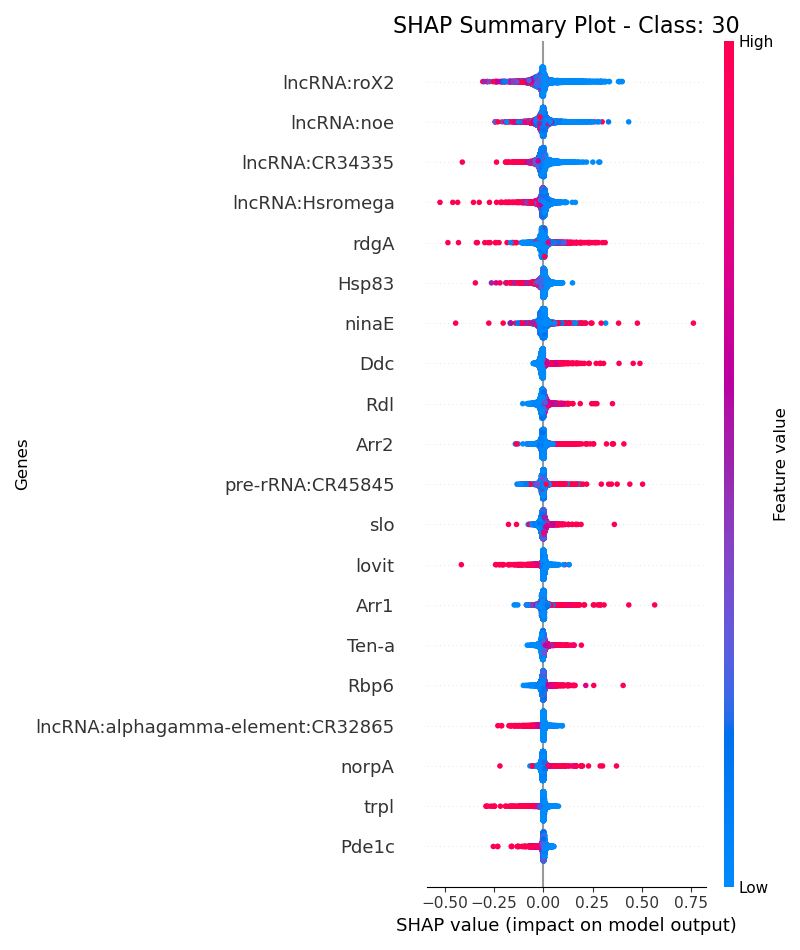 SHAP Summary Plot - Class: 30
High
lncRNA:roX2
lncRNA:noe
lncRNA:CR34335
lncRNA:Hsromega
rdgA
Hsp83
ninaE
Ddc
Rdl
Arr2
pre-rRNA:CR45845
slo
lovit
Arr1
Ten-a
Rbp6
lncRNA:alphagamma-element:CR32865
norpA
trpl
Pde1c
Genes
Feature value
Low
−0.50 −0.25 0.00 0.25 0.50 0.75
SHAP value (impact on model output)